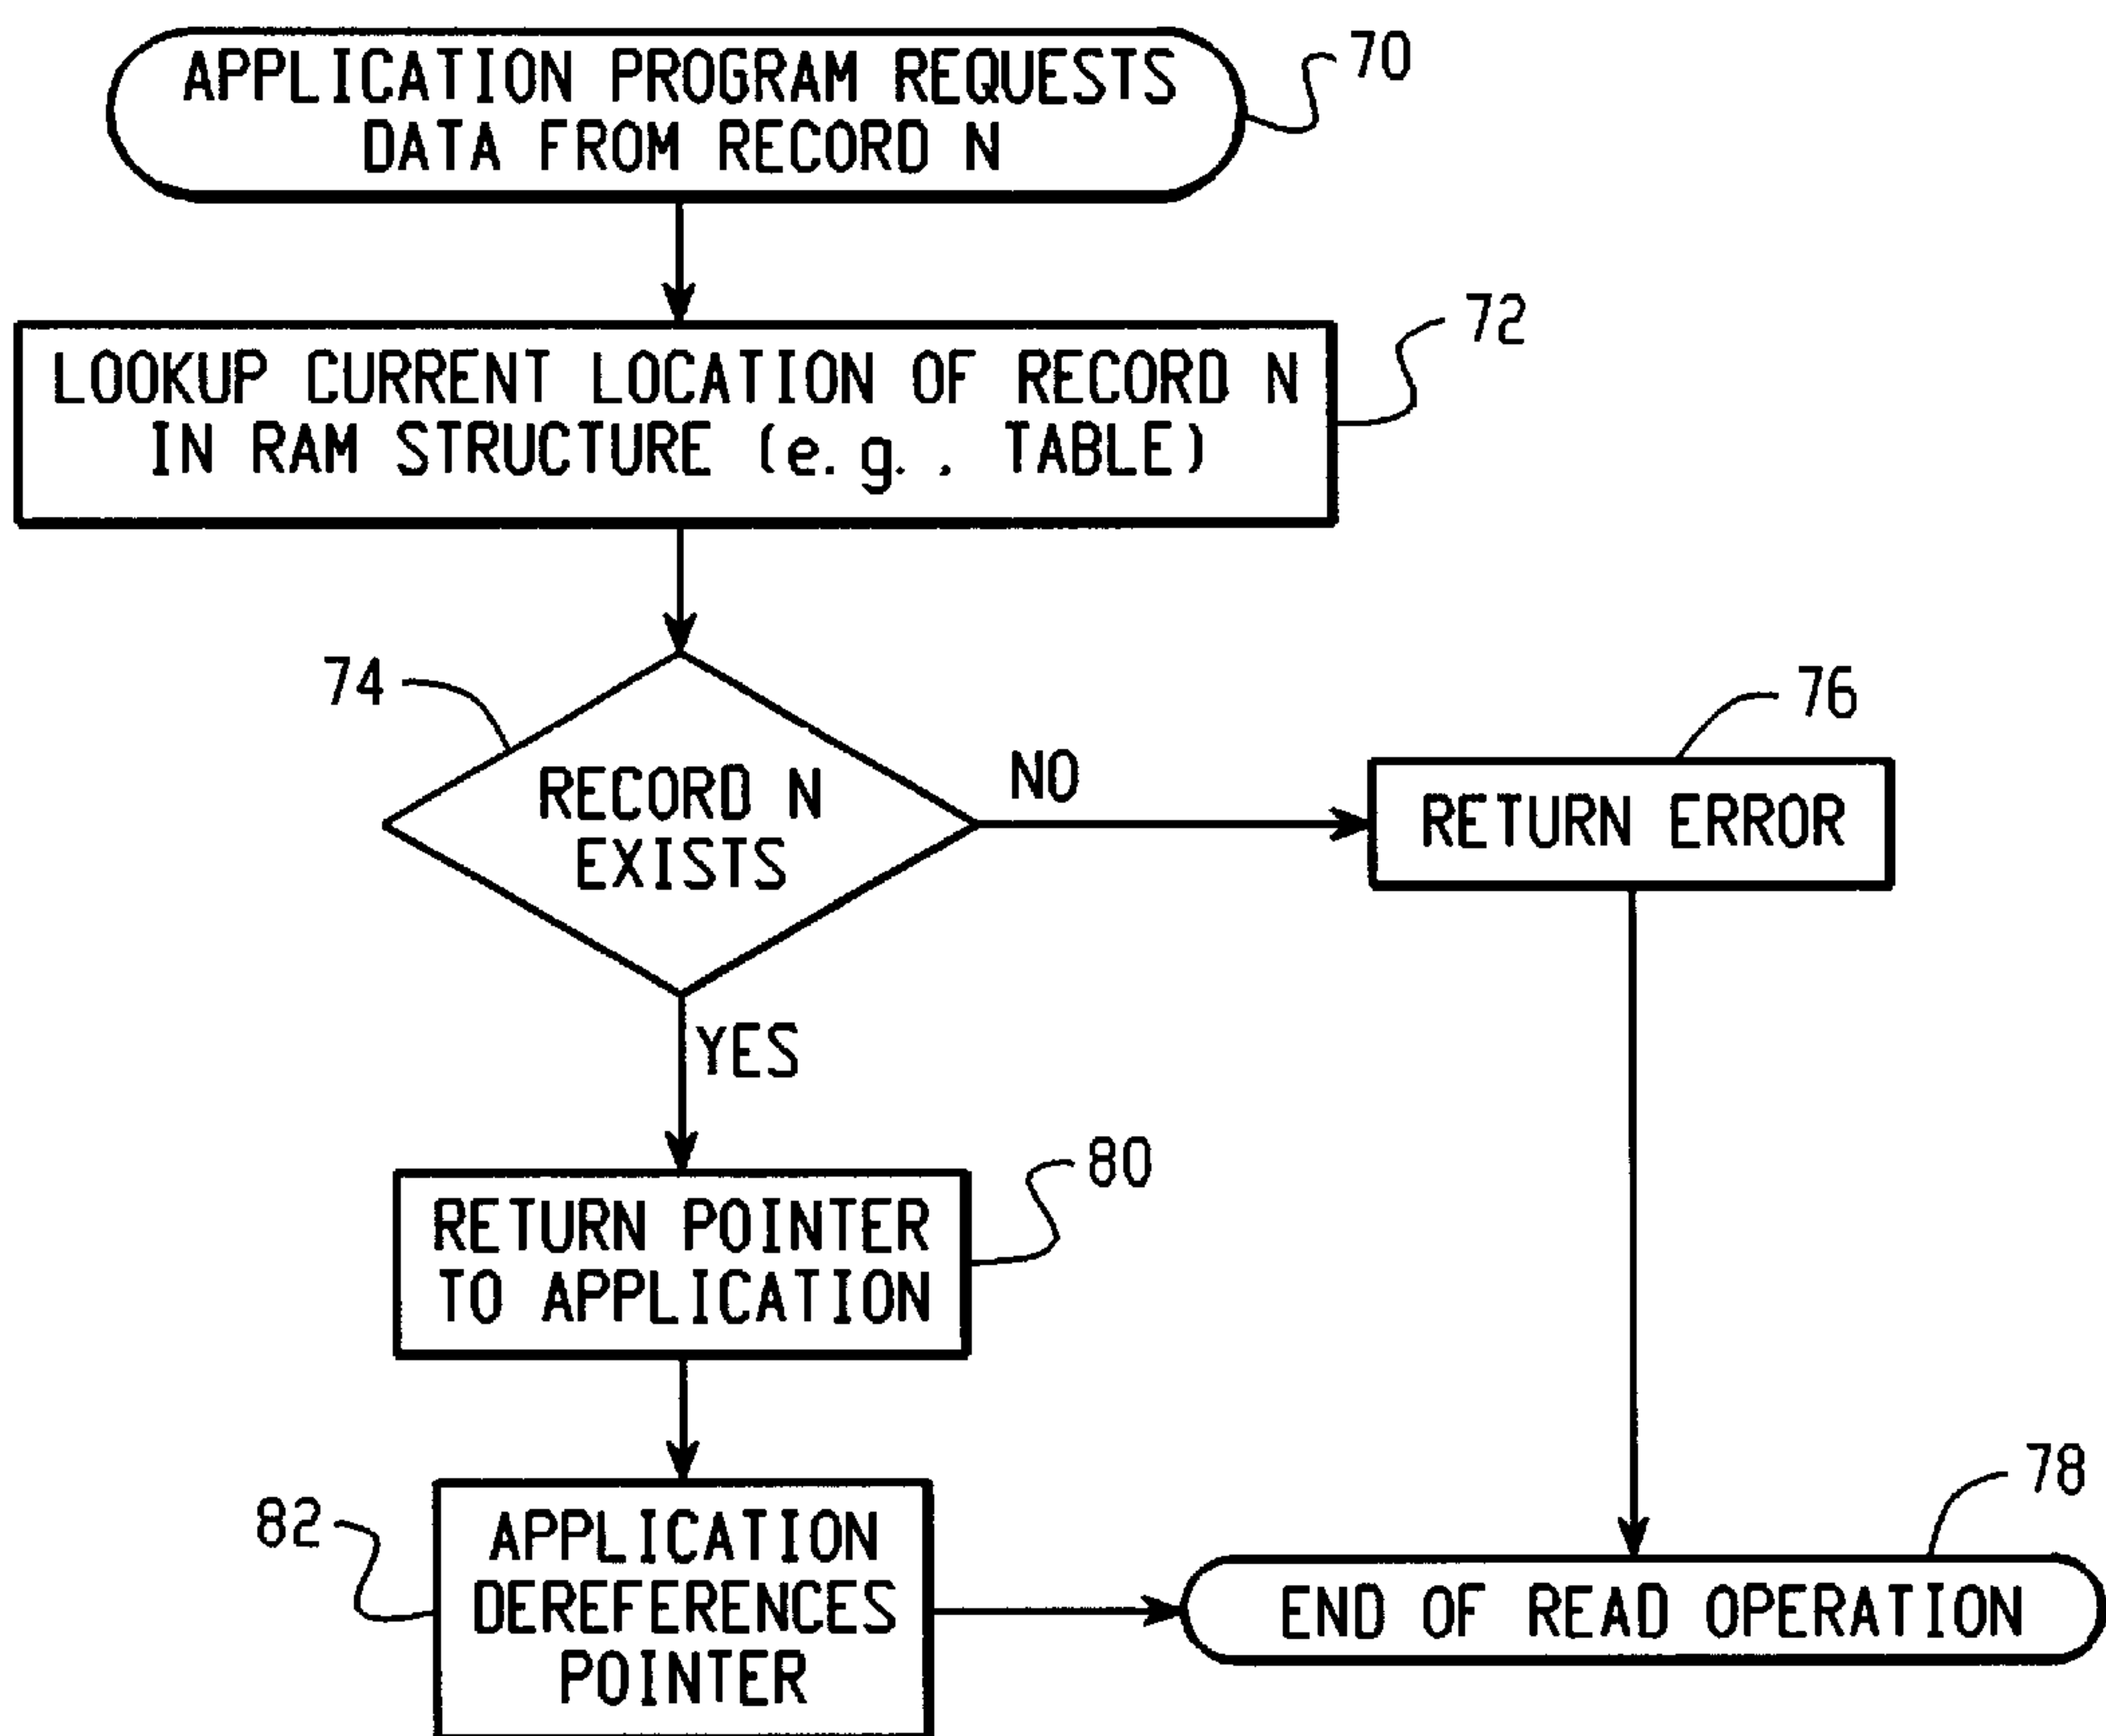 APPLICATION PROGRAM REQUESTS
DATA FROM RECORD N
70
LOOKUP CURRENT LOCATION OF RECORD N
IN RAM STRUCTURE (e.g., TABLE)
72
74
RECORD N
EXISTS
NO
76
RETURN ERROR
YES
80
RETURN POINTER
TO APPLICATION
82
APPLICATION
DEREFERENCES
POINTER
78
END OF READ OPERATION